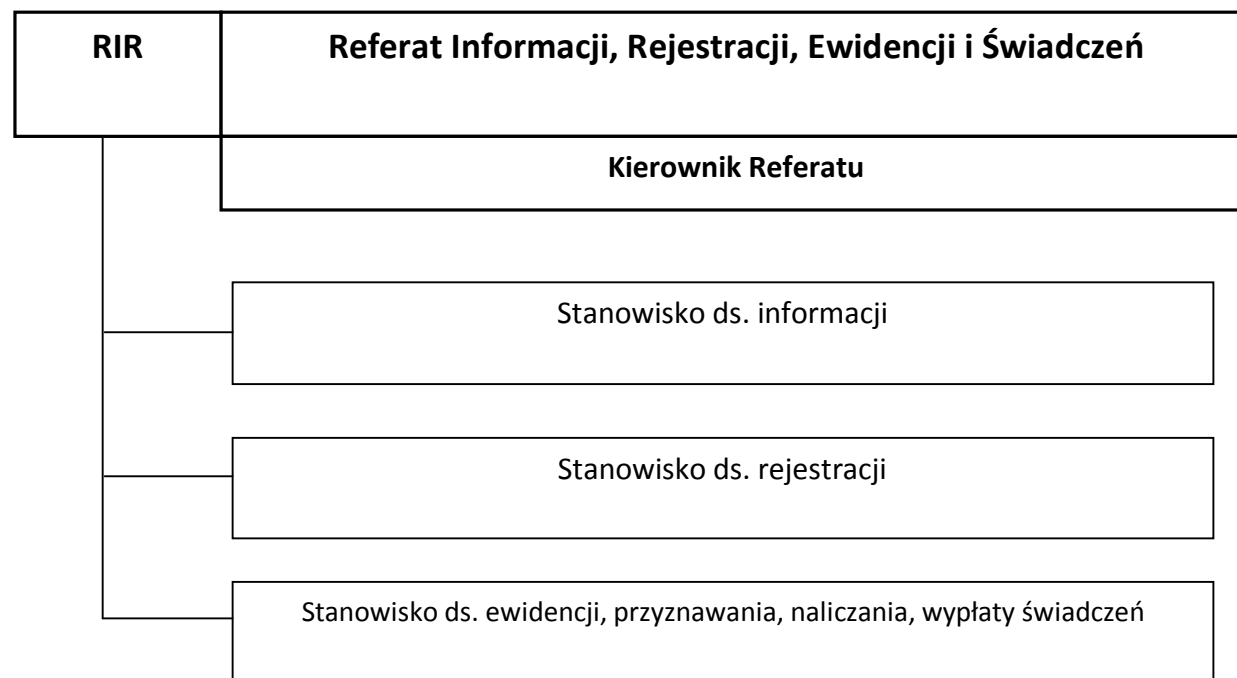 RIR
Referat Informacji, Rejestracji, Ewidencji i Świadczeń
Kierownik Referatu
Stanowisko ds. informacji
Stanowisko ds. rejestracji
Stanowisko ds. ewidencji, przyznawania, naliczania, wypłaty świadczeń